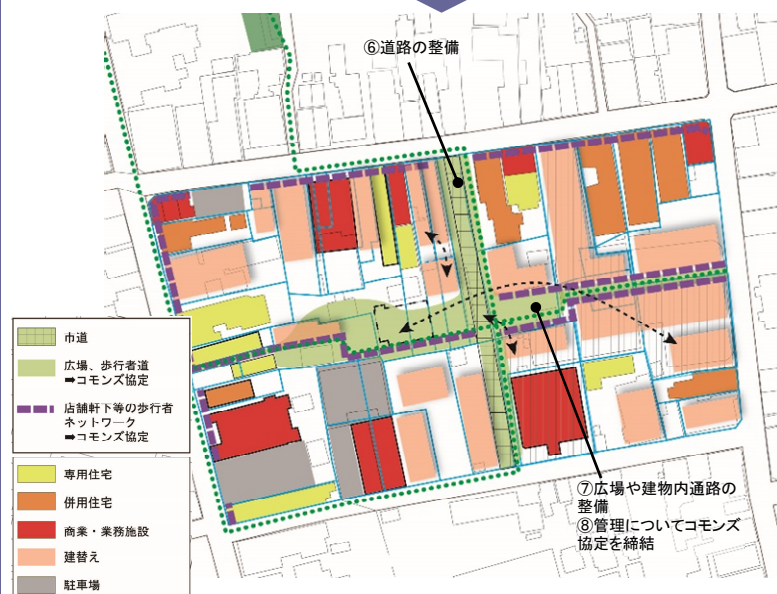 ⑥道路の整備
市道
広場、歩行者道
➡コモンズ協定
店舗軒下等の歩行者
ネットワーク
➡コモンズ協定
専用住宅
併用住宅
商業・業務施設
建替え
駐車場
⑦広場や建物内通路の
整備
⑧管理についてコモンズ
協定を締結